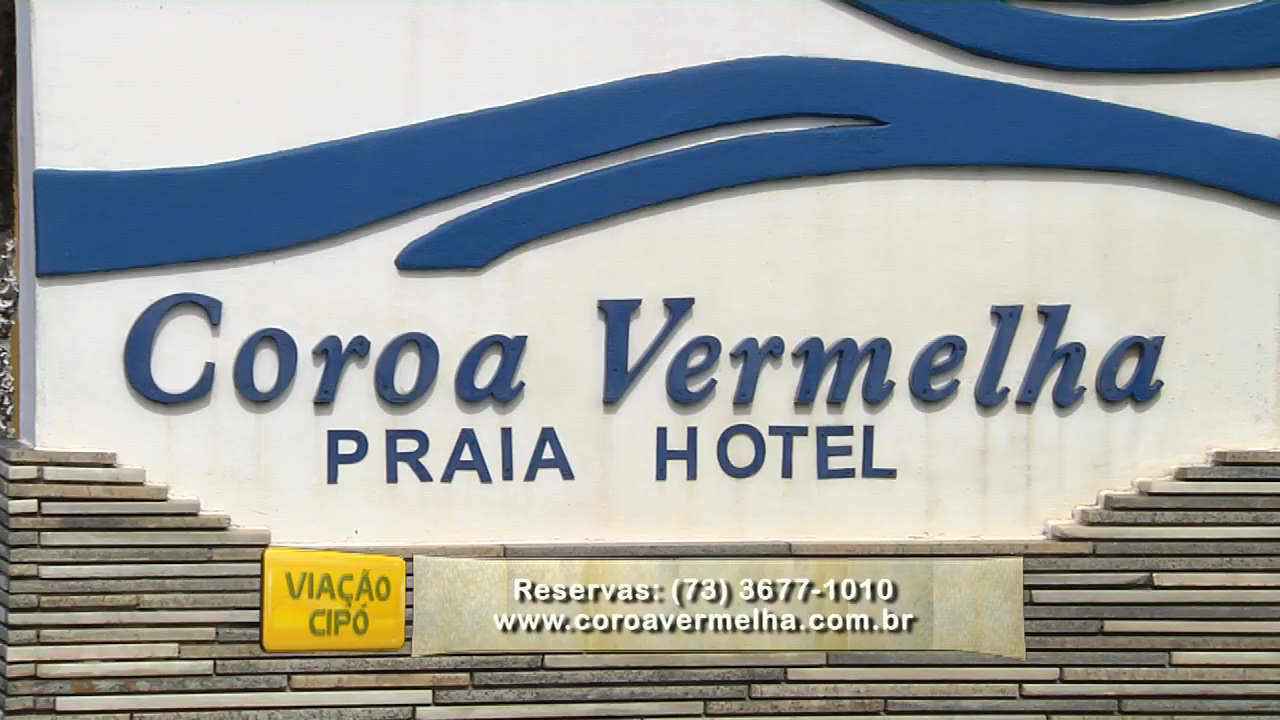 Coroa Vermelha
PRAIA HOTEL
VIAÇÃO
CIPÓ
Reservas: (73) 3677-1010
www.coroavermelha.com.br